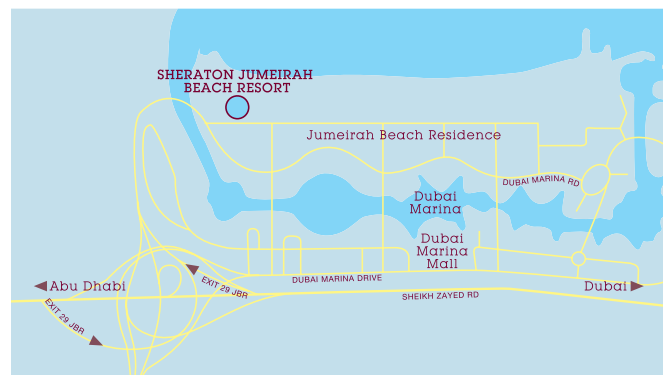 SHERATON JUMEIRAH
BEACH RESORT
Jumeirah Beach Residence
DUBAI MARINA RD
Dubai
Marina
Dubai
Marina
Mall
Abu Dhabi
EXIT 29 JBR
DUBAI MARINA DRIVE
Dubai
SHEIKH ZAYED RD
EXIT 29 JBR